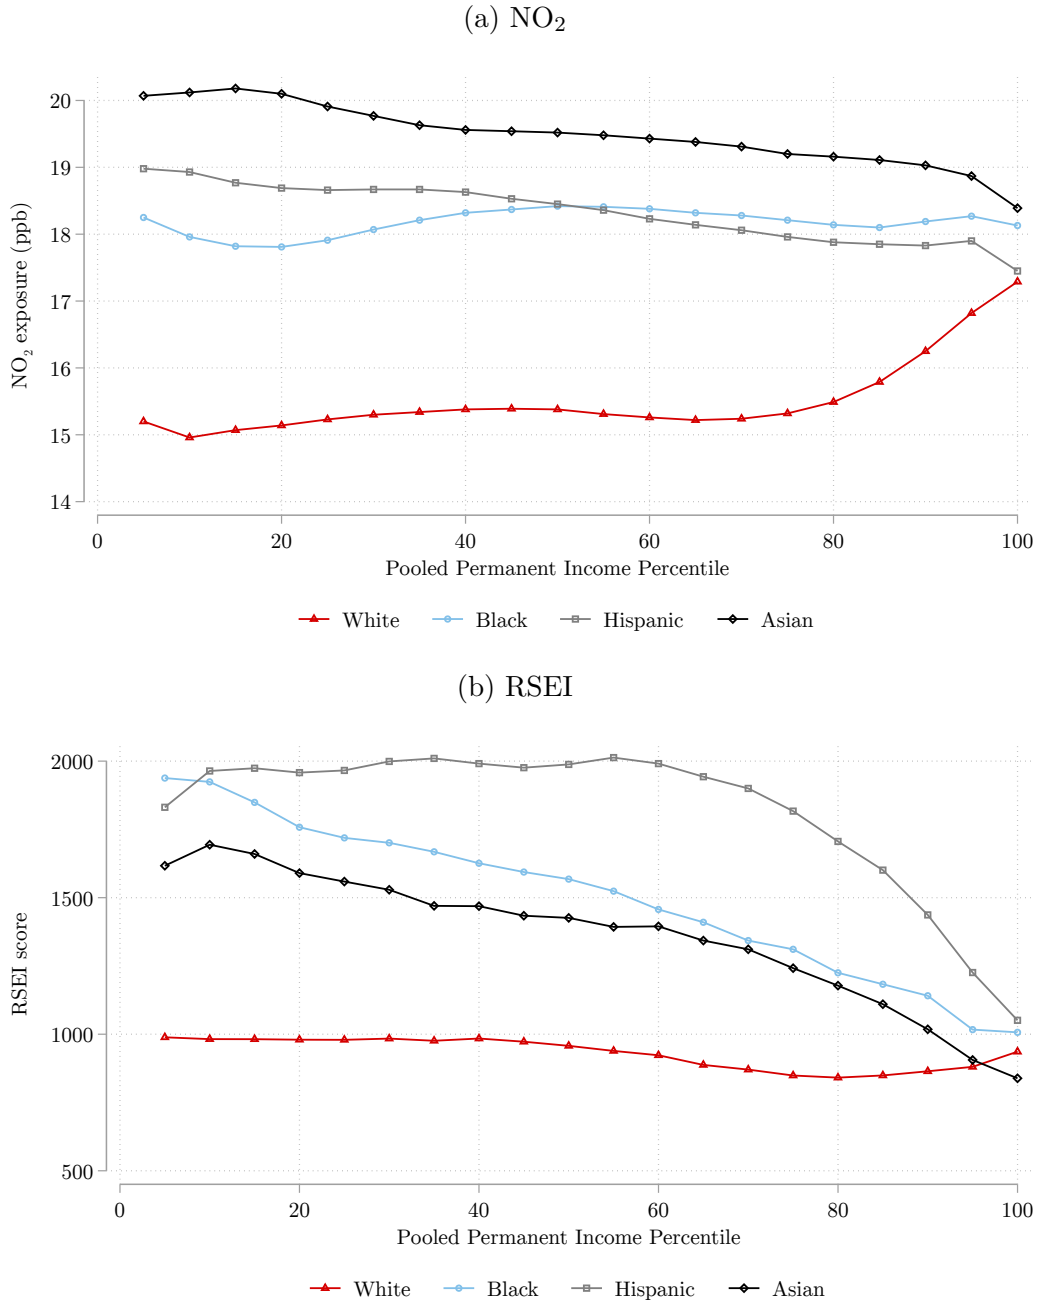 (a) NO₂
20
19
18
17
16
15
14
NO₂ exposure (ppb)
0 20 40 60 80 100
Pooled Permanent Income Percentile
White Black Hispanic Asian
(b) RSEI
2000
1500
1000
500
RSEI score
0 20 40 60 80 100
Pooled Permanent Income Percentile
White Black Hispanic Asian